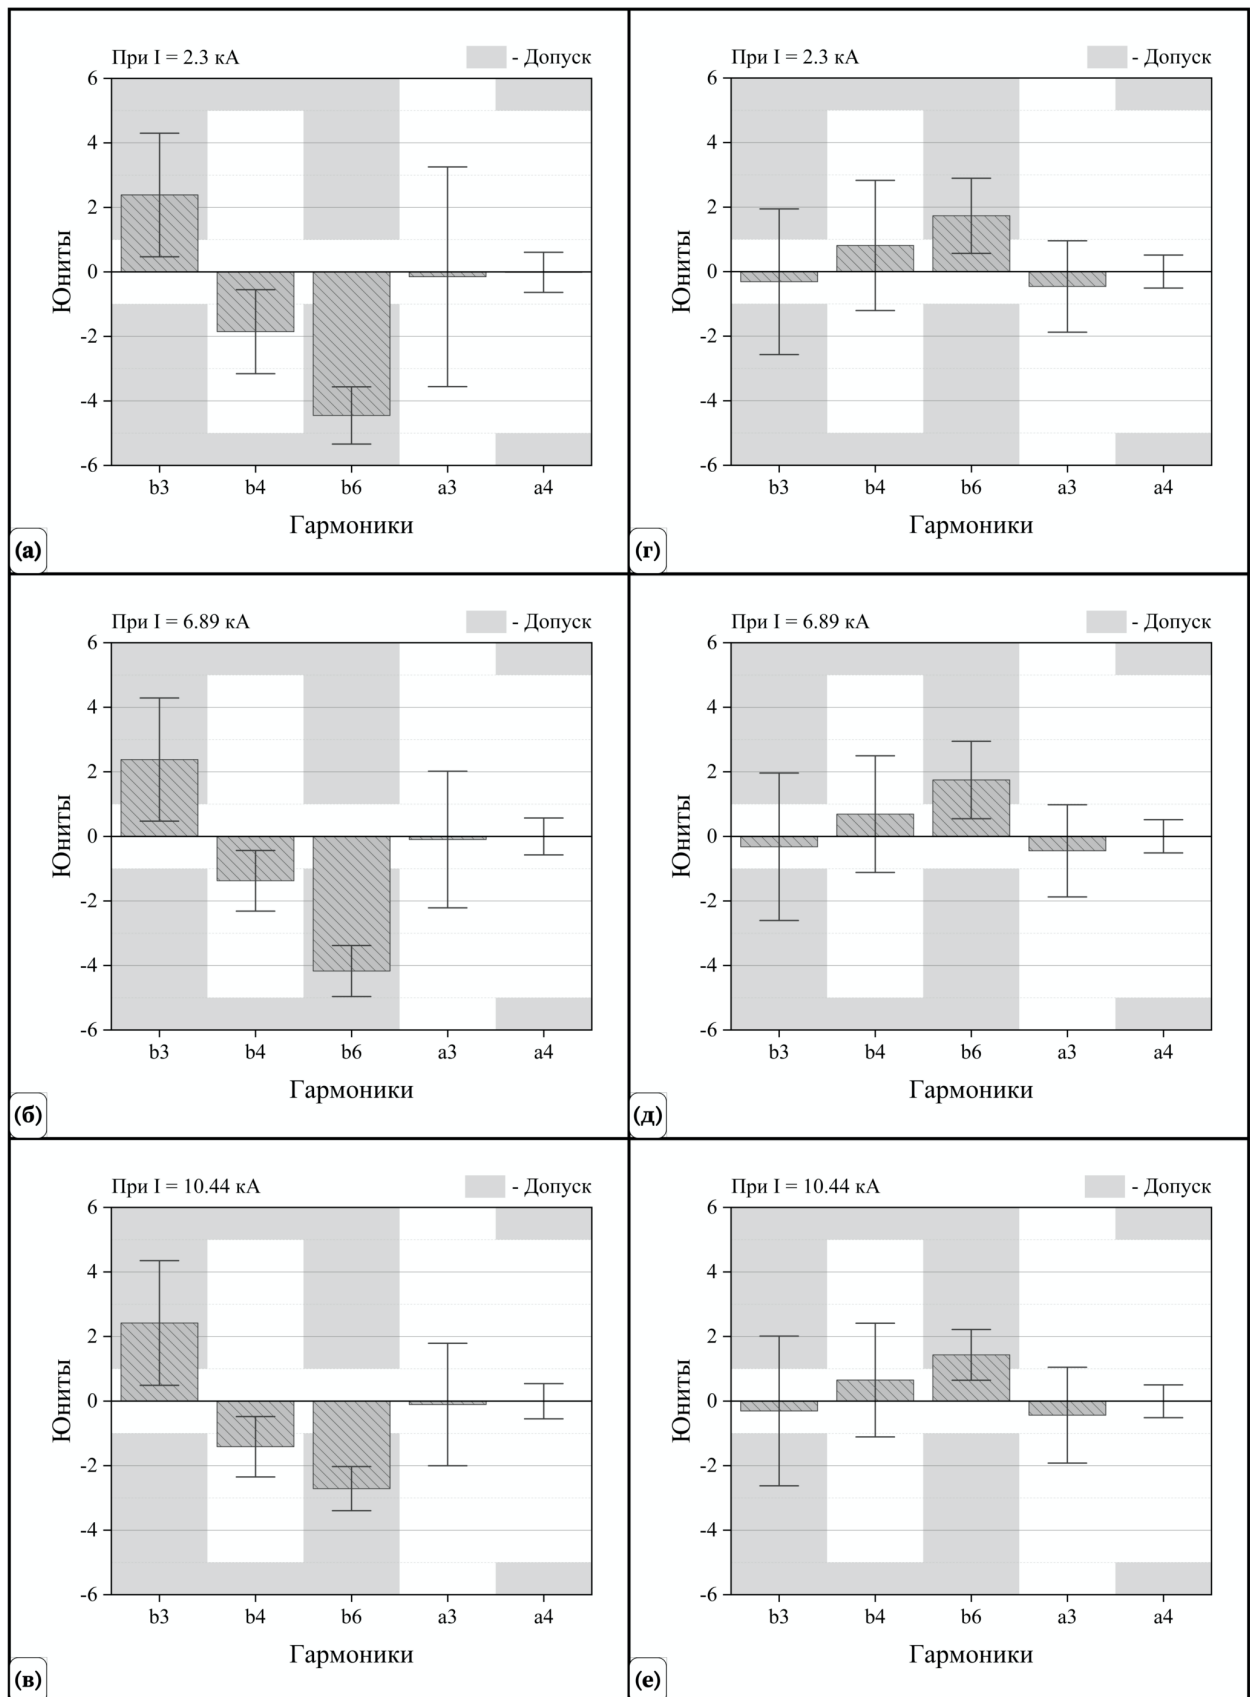 При I = 2.3 кА
- Допуск
6
4
2
0
-2
-4
-6
Юниты
b3 b4 b6 a3 a4
Гармоники
(а)
При I = 2.3 кА
- Допуск
6
4
2
0
-2
-4
-6
Юниты
b3 b4 b6 a3 a4
Гармоники
(г)
При I = 6.89 кА
- Допуск
6
4
2
0
-2
-4
-6
Юниты
b3 b4 b6 a3 a4
Гармоники
(б)
При I = 6.89 кА
- Допуск
6
4
2
0
-2
-4
-6
Юниты
b3 b4 b6 a3 a4
Гармоники
(д)
При I = 10.44 кА
- Допуск
6
4
2
0
-2
-4
-6
Юниты
b3 b4 b6 a3 a4
Гармоники
(в)
При I = 10.44 кА
- Допуск
6
4
2
0
-2
-4
-6
Юниты
b3 b4 b6 a3 a4
Гармоники
(е)